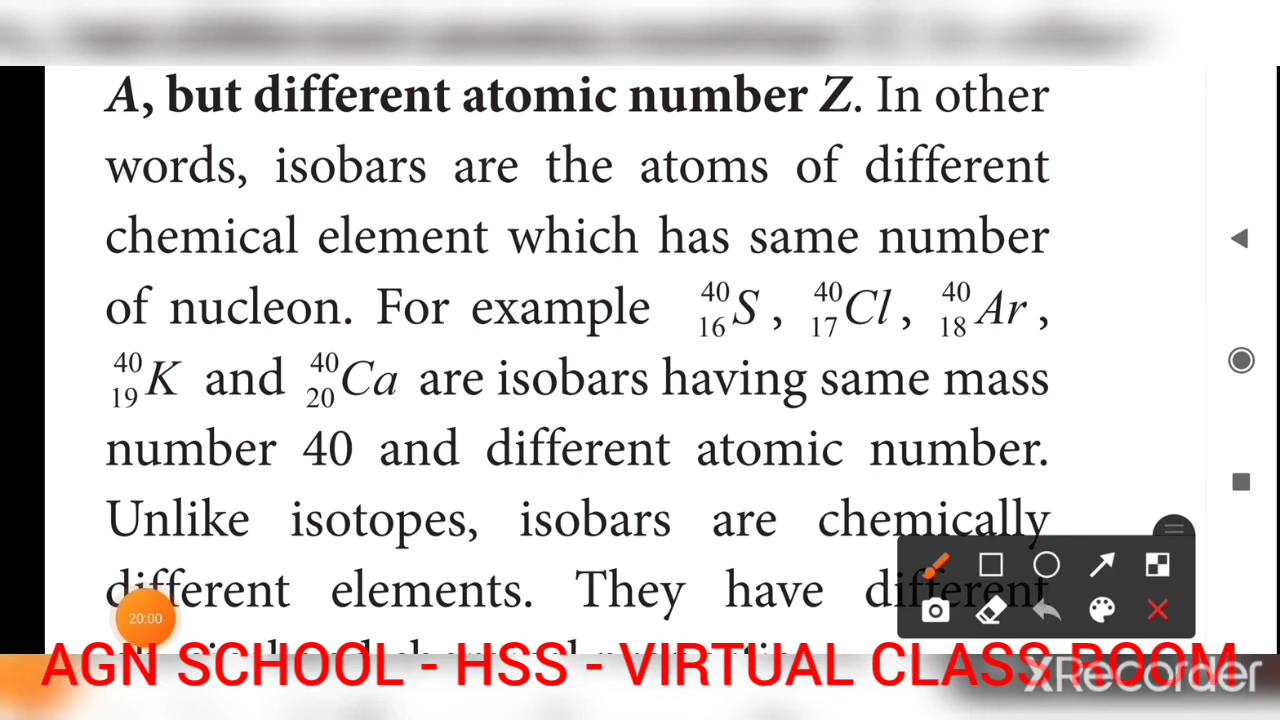 A, but different atomic number Z. In other
words, isobars are the atoms of different
chemical element which has same number
of nucleon. For example ⁴⁰₁₆S, ⁴⁰₁₇Cl, ⁴⁰₁₈Ar,
⁴⁰₁₉K and ⁴⁰₂₀Ca are isobars having same mass
number 40 and different atomic number.
Unlike isotopes, isobars are chemically
different elements. They have different
20:00
AGN SCHOOL - HSS - VIRTUAL CLASS ROOM
XRecorder